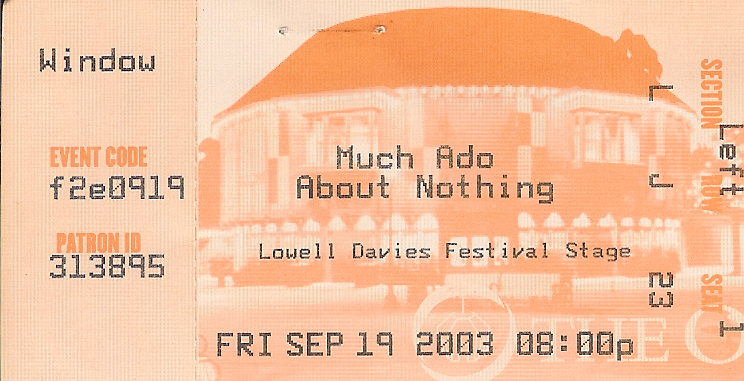 Window
EVENT CODE
f2e0919
PATRON ID
313895
Much Ado
About Nothing
Lowell Davies Festival Stage
FRI SEP 19 2003 08:00p
THE O
SECTION ROW SEAT
L J 23
Left 1